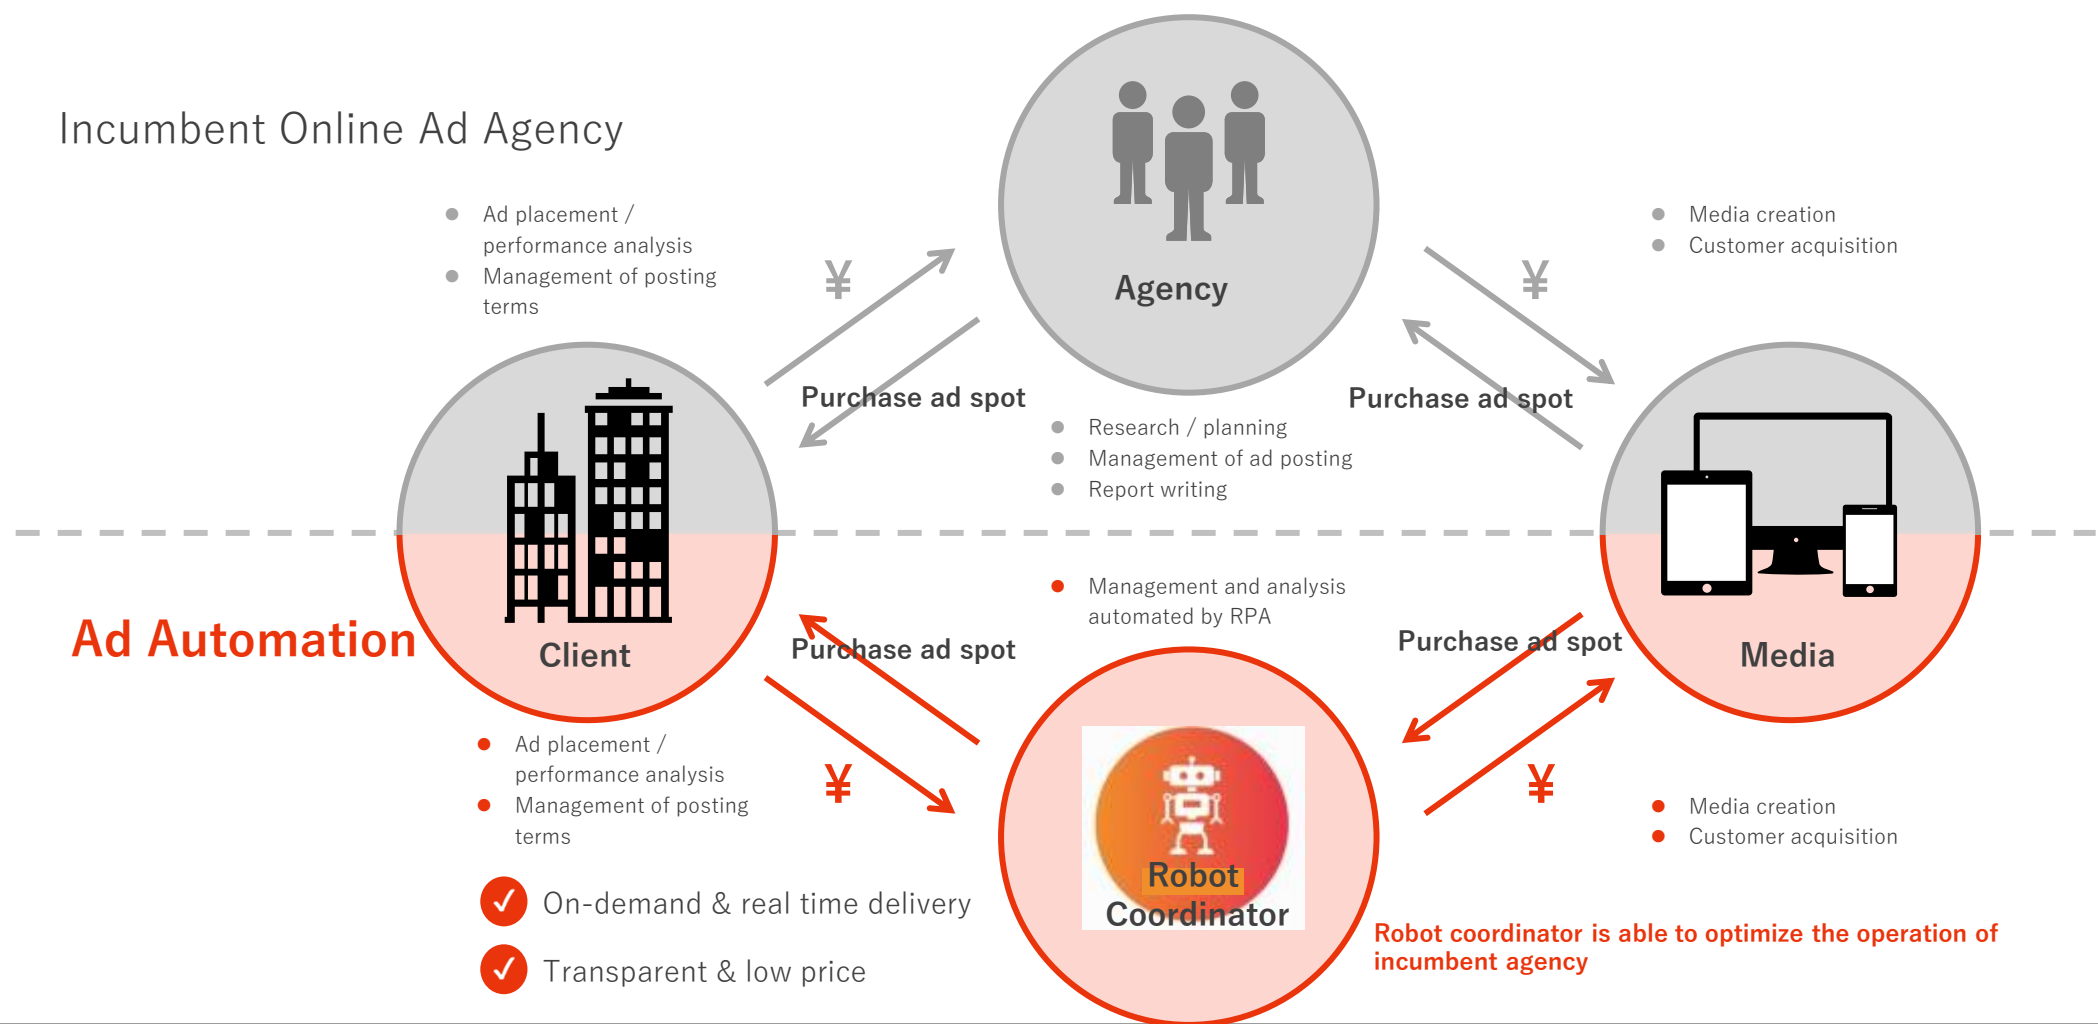 Incumbent Online Ad Agency
Ad placement /
performance analysis
Management of posting
terms
¥
Agency
¥
Media creation
Customer acquisition
Purchase ad spot
Purchase ad spot
Research / planning
Management of ad posting
Report writing
Ad Automation
Client
Management and analysis
automated by RPA
Purchase ad spot
Purchase ad spot
Media
Ad placement /
performance analysis
Management of posting
terms
¥
Robot
Coordinator
¥
Media creation
Customer acquisition
On-demand & real time delivery
Transparent & low price
Robot coordinator is able to optimize the operation of
incumbent agency